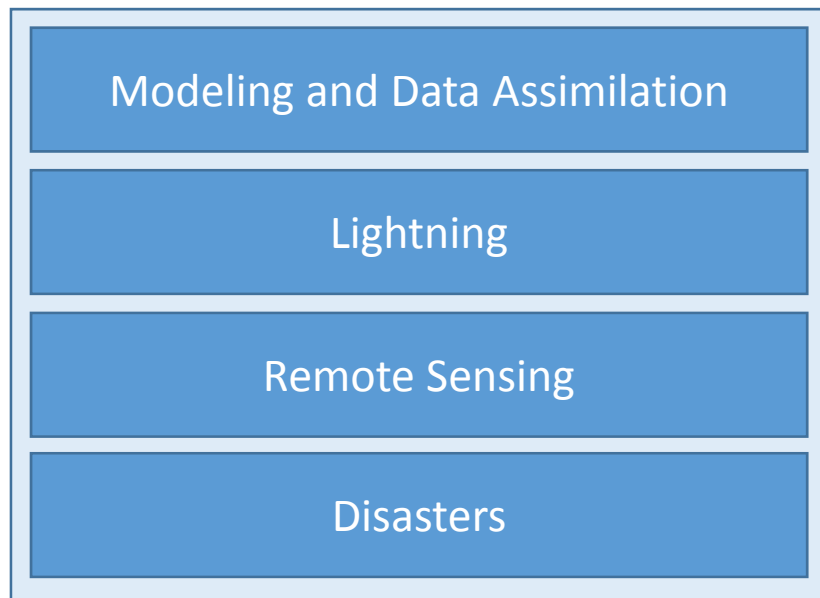 Modeling and Data Assimilation
Lightning
Remote Sensing
Disasters